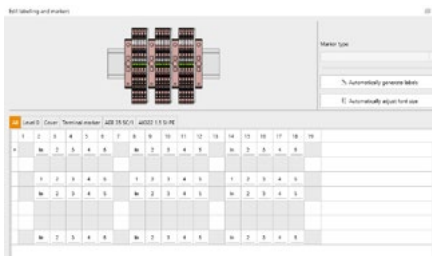 Edit labeling and markers
Marker type
Automatically generate labels
Automatically adjust font size
All Level 0 Cover Terminal marker
1 2 3 4 5 6 7 8 9 10 11 12 13 14 15 16 17 18 19
In 2 3 4 5 In 2 3 4 5 In 2 3 4 5
1 2 3 4 5 1 2 3 4 5 1 2 3 4 5
In 2 3 4 5 In 2 3 4 5 In 2 3 4 5
In 2 3 4 5 In 2 3 4 5 In 2 3 4 5